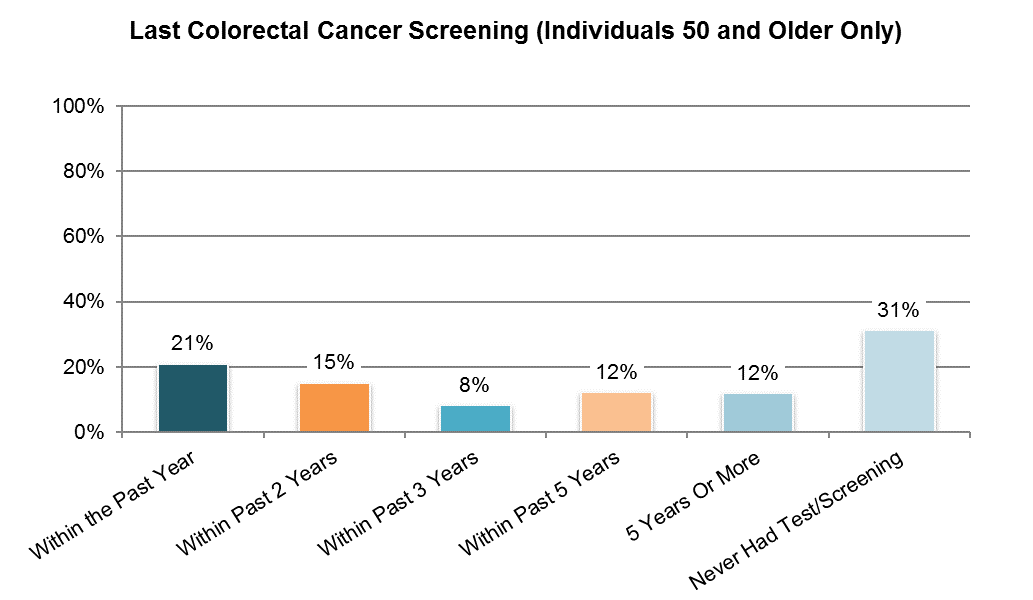 Last Colorectal Cancer Screening (Individuals 50 and Older Only)
100%
80%
60%
40%
20%
0%
21%
15%
8%
12%
12%
31%
Within the Past Year
Within Past 2 Years
Within Past 3 Years
Within Past 5 Years
5 Years Or More
Never Had Test/Screening